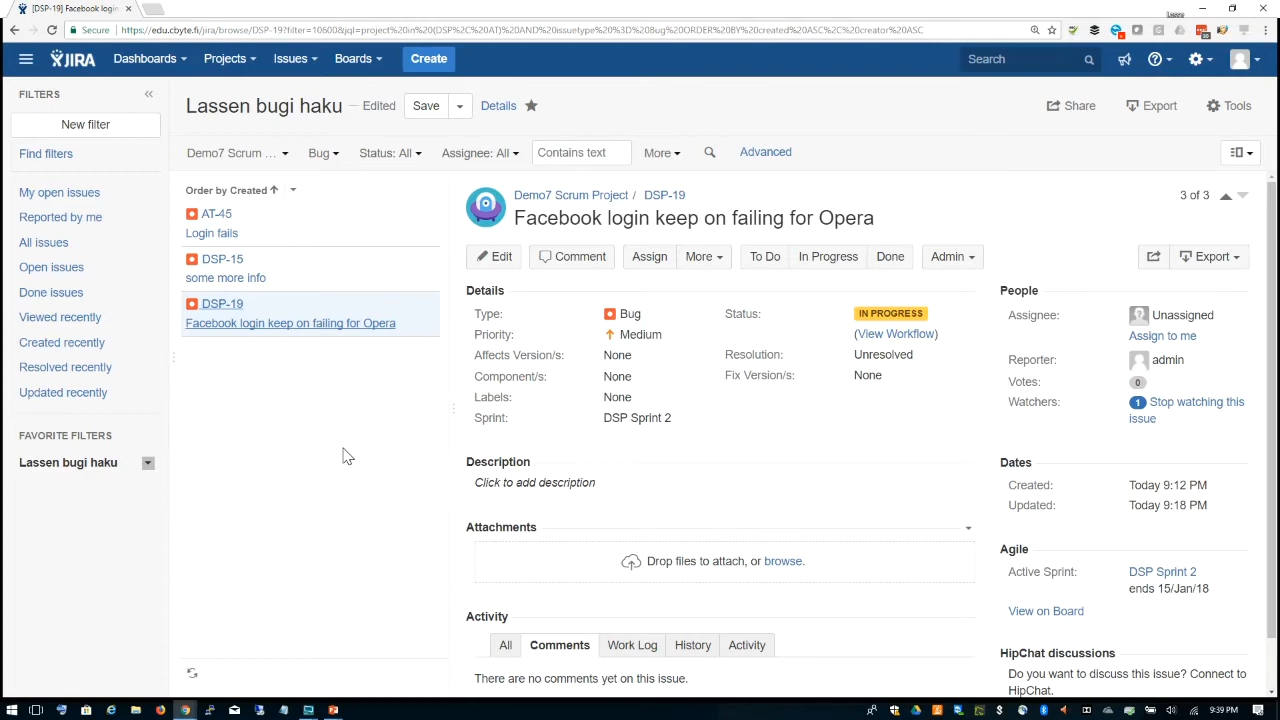 [DSP-19] Facebook login
Secure
https://edu.cbyte.fi/jira/browse/DSP-19?filter=10600&jql=project%20in%20(DSP%2C%20AT)%20AND%20issuetype%20%3D%20Bug%20ORDER%20BY%20created%20ASC%2C%20creator%20ASC
JIRA Dashboards Projects Issues Boards Create Search
FILTERS
New filter
Find filters
My open issues
Reported by me
All issues
Open issues
Done issues
Viewed recently
Created recently
Resolved recently
Updated recently
FAVORITE FILTERS
Lassen bugi haku
Lassen bugi haku — Edited Save Details Share Export Tools
Demo7 Scrum ... Bug Status: All Assignee: All Contains text More Advanced
Order by Created
AT-45
Login fails
DSP-15
some more info
DSP-19
Facebook login keep on failing for Opera
Demo7 Scrum Project / DSP-19
3 of 3
Facebook login keep on failing for Opera
Edit Comment Assign More To Do In Progress Done Admin Export
Details
Type: Bug
Priority: Medium
Affects Version/s: None
Component/s: None
Labels: None
Sprint: DSP Sprint 2
Status: IN PROGRESS
(View Workflow)
Resolution: Unresolved
Fix Version/s: None
Description
Click to add description
Attachments
Drop files to attach, or browse.
Activity
All Comments Work Log History Activity
There are no comments yet on this issue.
People
Assignee: Unassigned
Assign to me
Reporter: admin
Votes: 0
Watchers: 1 Stop watching this
issue
Dates
Created: Today 9:12 PM
Updated: Today 9:18 PM
Agile
Active Sprint: DSP Sprint 2
ends 15/Jan/18
View on Board
HipChat discussions
Do you want to discuss this issue? Connect to
HipChat.
9:39 PM